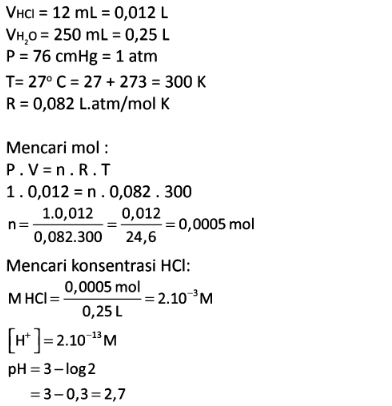 VHCl = 12 mL = 0,012 L
VH₂O = 250 mL = 0,25 L
P = 76 cmHg = 1 atm
T= 27° C = 27 + 273 = 300 K
R = 0,082 L.atm/mol K
Mencari mol :
P . V = n . R . T
1 . 0,012 = n . 0,082 . 300
n = 1.0,012 / 0,082.300 = 0,012 / 24,6 = 0,0005 mol
Mencari konsentrasi HCl:
M HCl = 0,0005 mol / 0,25 L = 2.10⁻³M
[H⁺] = 2.10⁻¹³M
pH = 3 – log2
= 3 – 0,3 = 2,7